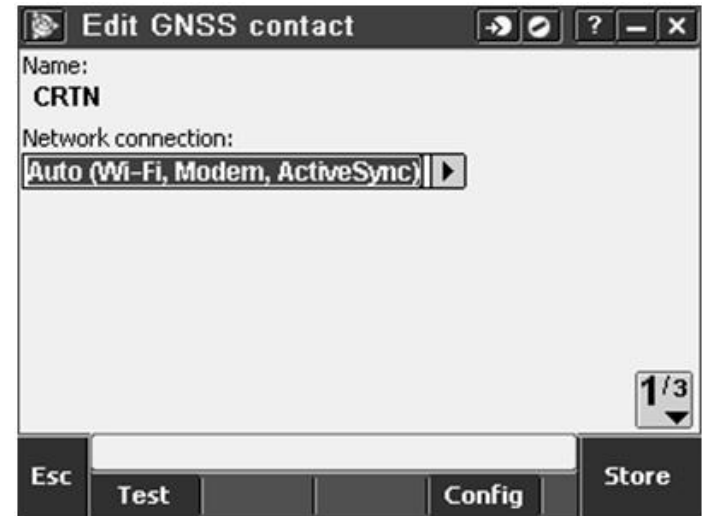 Edit GNSS contact
? – X
Name:
CRTN
Network connection:
Auto (Wi-Fi, Modem, ActiveSync)
1/3
Esc
Test
Config
Store